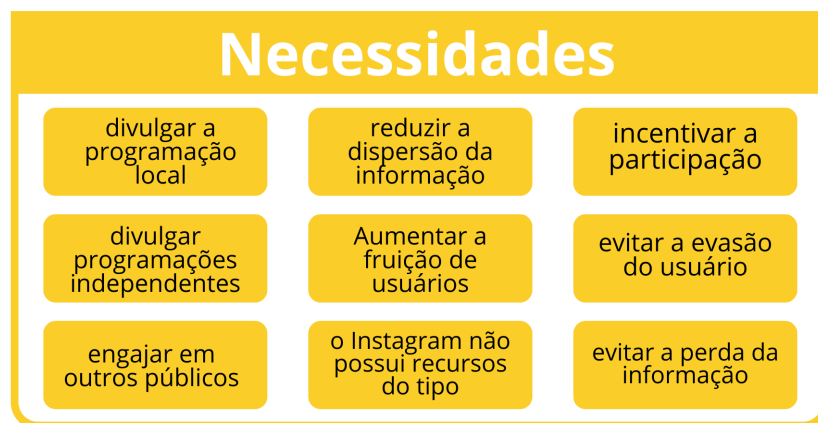 Necessidades
divulgar a
programação
local
reduzir a
dispersão da
informação
incentivar a
participação
divulgar
programações
independentes
Aumentar a
fruição de
usuários
evitar a evasão
do usuário
engajar em
outros públicos
o Instagram não
possui recursos
do tipo
evitar a perda da
informação